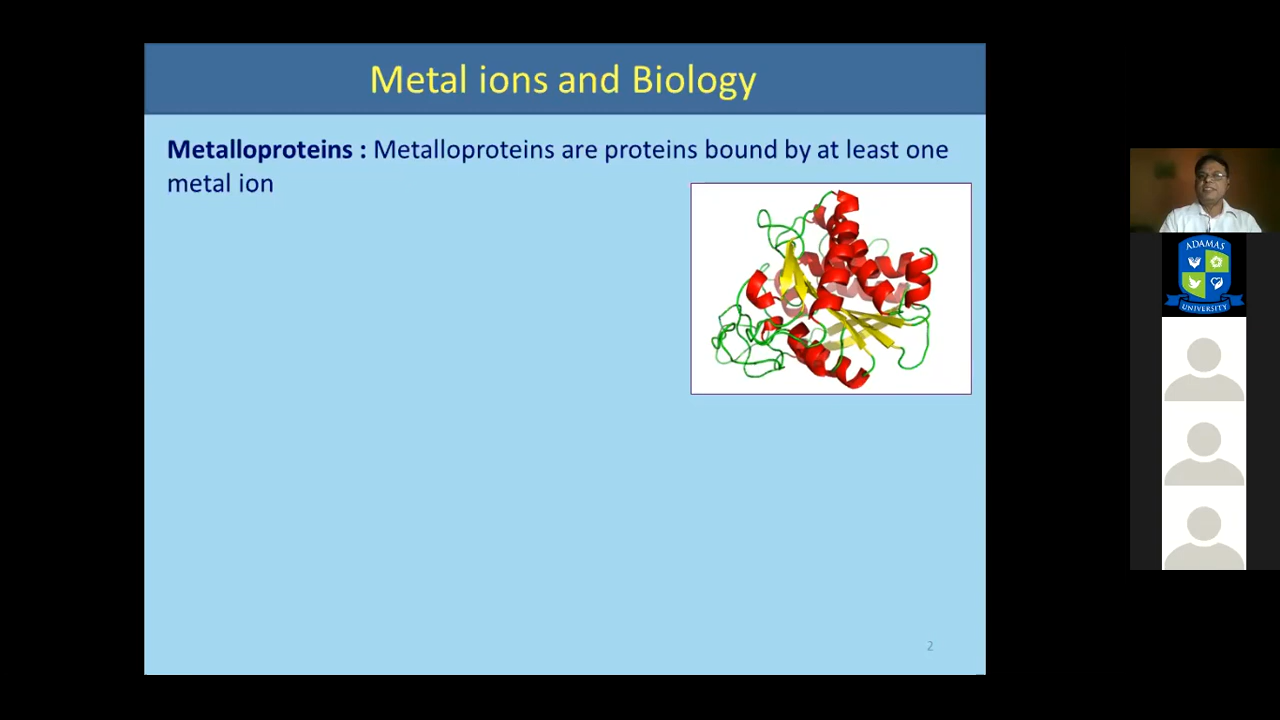 Metal ions and Biology
Metalloproteins : Metalloproteins are proteins bound by at least one
metal ion
2
ADAMAS
UNIVERSITY